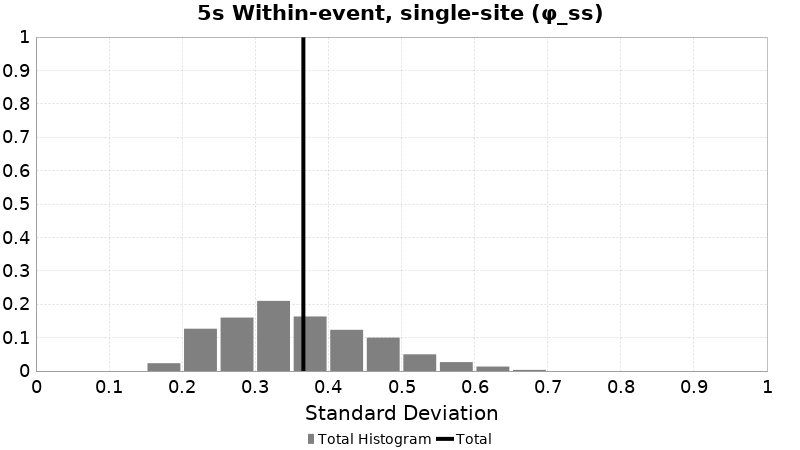 5s Within-event, single-site (φ_ss)
1
0.9
0.8
0.7
0.6
0.5
0.4
0.3
0.2
0.1
0
0 0.1 0.2 0.3 0.4 0.5 0.6 0.7 0.8 0.9 1
Standard Deviation
Total Histogram Total